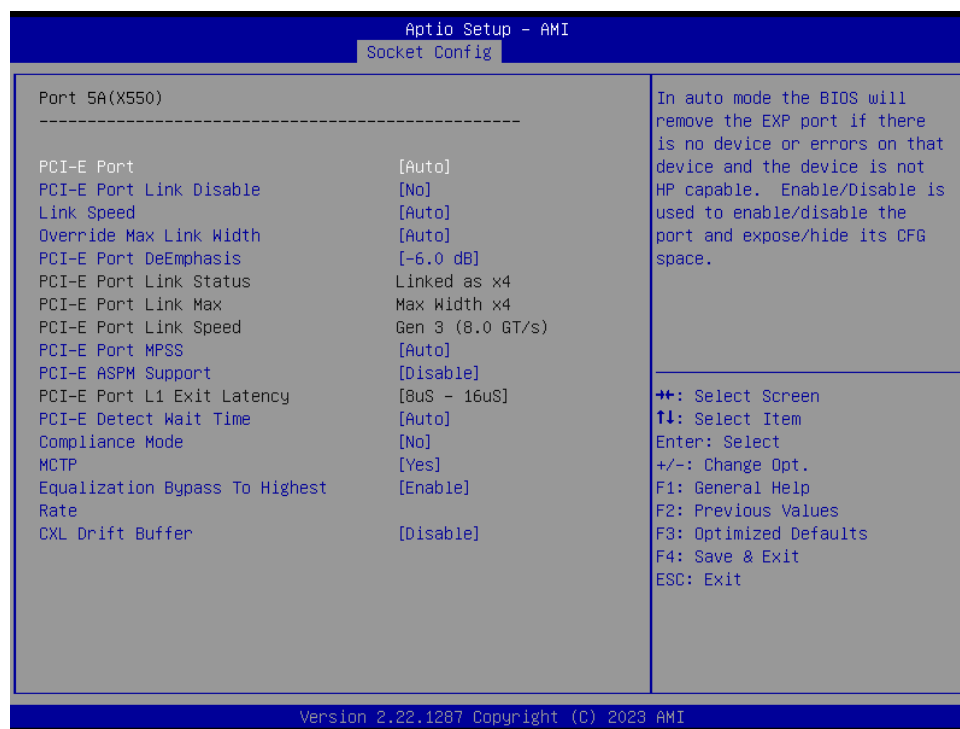 Aptio Setup – AMI
Socket Config
Port 5A(X550)
------------------------------------------------
PCI-E Port [Auto]
PCI-E Port Link Disable [No]
Link Speed [Auto]
Override Max Link Width [Auto]
PCI-E Port DeEmphasis [-6.0 dB]
PCI-E Port Link Status Linked as x4
PCI-E Port Link Max Max Width x4
PCI-E Port Link Speed Gen 3 (8.0 GT/s)
PCI-E Port MPSS [Auto]
PCI-E ASPM Support [Disable]
PCI-E Port L1 Exit Latency [8uS - 16uS]
PCI-E Detect Wait Time [Auto]
Compliance Mode [No]
MCTP [Yes]
Equalization Bypass To Highest [Enable]
Rate
CXL Drift Buffer [Disable]
In auto mode the BIOS will
remove the EXP port if there
is no device or errors on that
device and the device is not
HP capable. Enable/Disable is
used to enable/disable the
port and expose/hide its CFG
space.
→←: Select Screen
↑↓: Select Item
Enter: Select
+/-: Change Opt.
F1: General Help
F2: Previous Values
F3: Optimized Defaults
F4: Save & Exit
ESC: Exit
Version 2.22.1287 Copyright (C) 2023 AMI